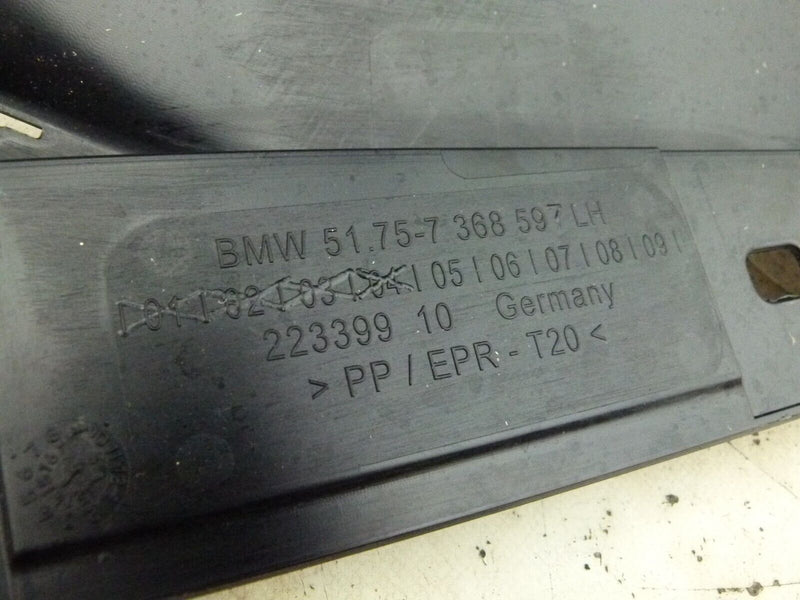 BMW 51.75-7 368 597 LH
| 01 | 02 | 03 | 04 | 05 | 06 | 07 | 08 | 09 |
223399 10 Germany
> PP / EPR - T20 <